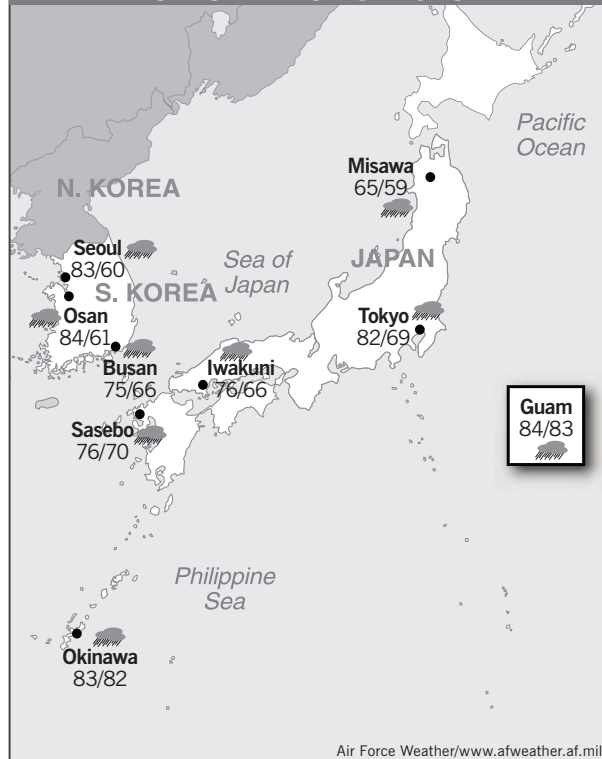 Pacific
Ocean
Misawa
65/59
N. KOREA
Seoul
83/60
Sea of
Japan
JAPAN
S. KOREA
Osan
84/61
Tokyo
82/69
Busan
75/66
Iwakuni
76/66
Guam
84/83
Sasebo
76/70
Philippine
Sea
Okinawa
83/82
Air Force Weather/www.afweather.af.mil